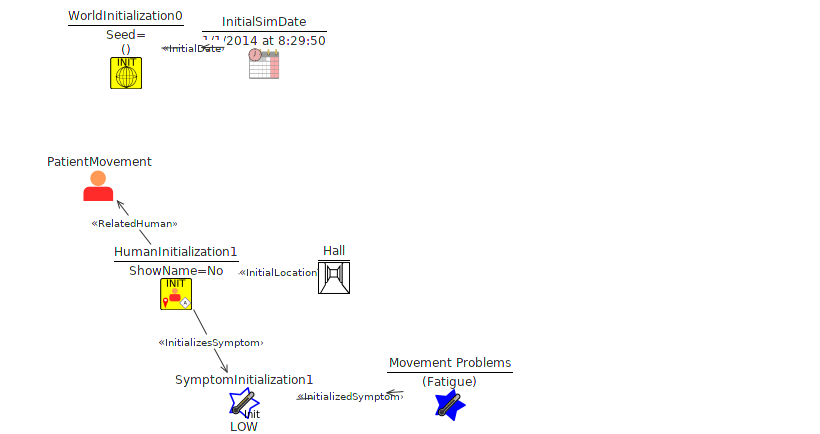 WorldInitialization0
Seed=
()
INIT
«InitialDate»
InitialSimDate
1/1/2014 at 8:29:50
PatientMovement
«RelatedHuman»
HumanInitialization1
ShowName=No
INIT
A
«InitialLocation
Hall
«InitializesSymptom›
SymptomInitialization1
Init
LOW
«InitializedSymptom›
Movement Problems
(Fatigue)